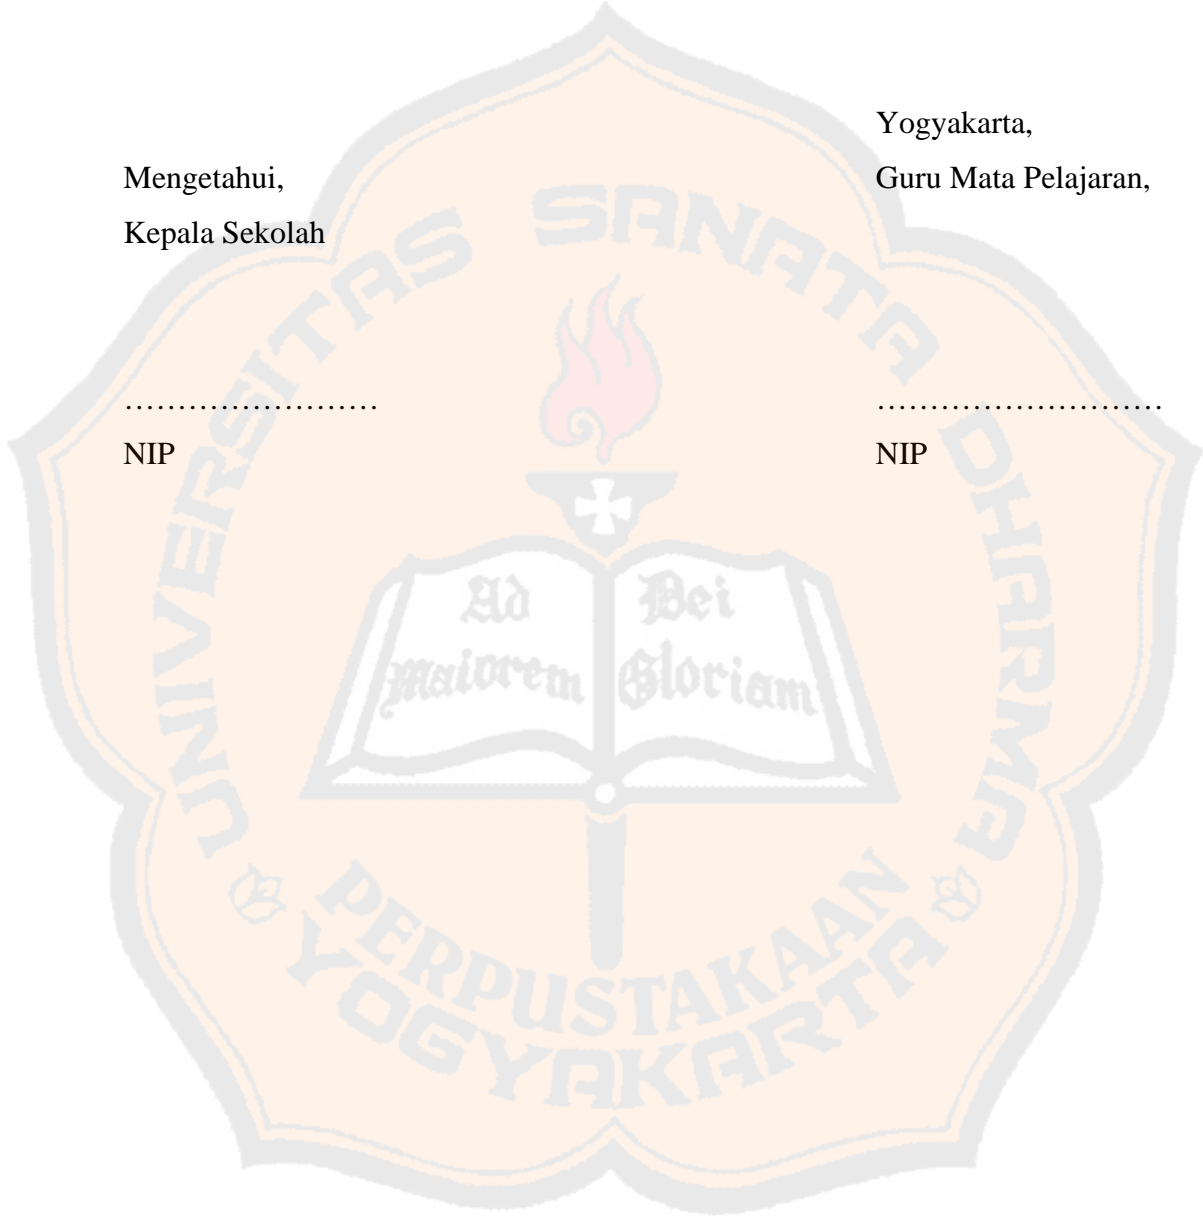 Yogyakarta,
Mengetahui,
Guru Mata Pelajaran,
Kepala Sekolah
……………………
………………………
NIP
NIP
UNIVERSITAS SANATA DHARMA
Ad
Dei
maiorem
Gloriam
PERPUSTAKAAN
YOGYAKARTA